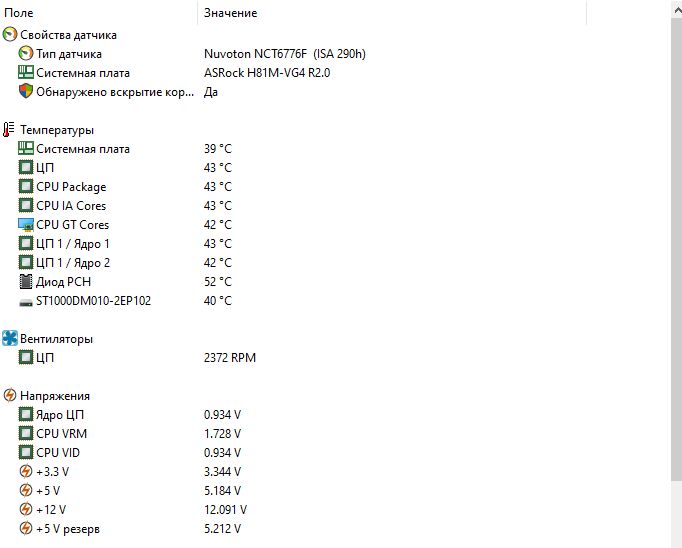 Поле Значение
Свойства датчика
Тип датчика Nuvoton NCT6776F (ISA 290h)
Системная плата ASRock H81M-VG4 R2.0
Обнаружено вскрытие кор... Да
Температуры
Системная плата 39 °C
ЦП 43 °C
CPU Package 43 °C
CPU IA Cores 43 °C
CPU GT Cores 42 °C
ЦП 1 / Ядро 1 43 °C
ЦП 1 / Ядро 2 42 °C
Диод PCH 52 °C
ST1000DM010-2EP102 40 °C
Вентиляторы
ЦП 2372 RPM
Напряжения
Ядро ЦП 0.934 V
CPU VRM 1.728 V
CPU VID 0.934 V
+3.3 V 3.344 V
+5 V 5.184 V
+12 V 12.091 V
+5 V резерв 5.212 V